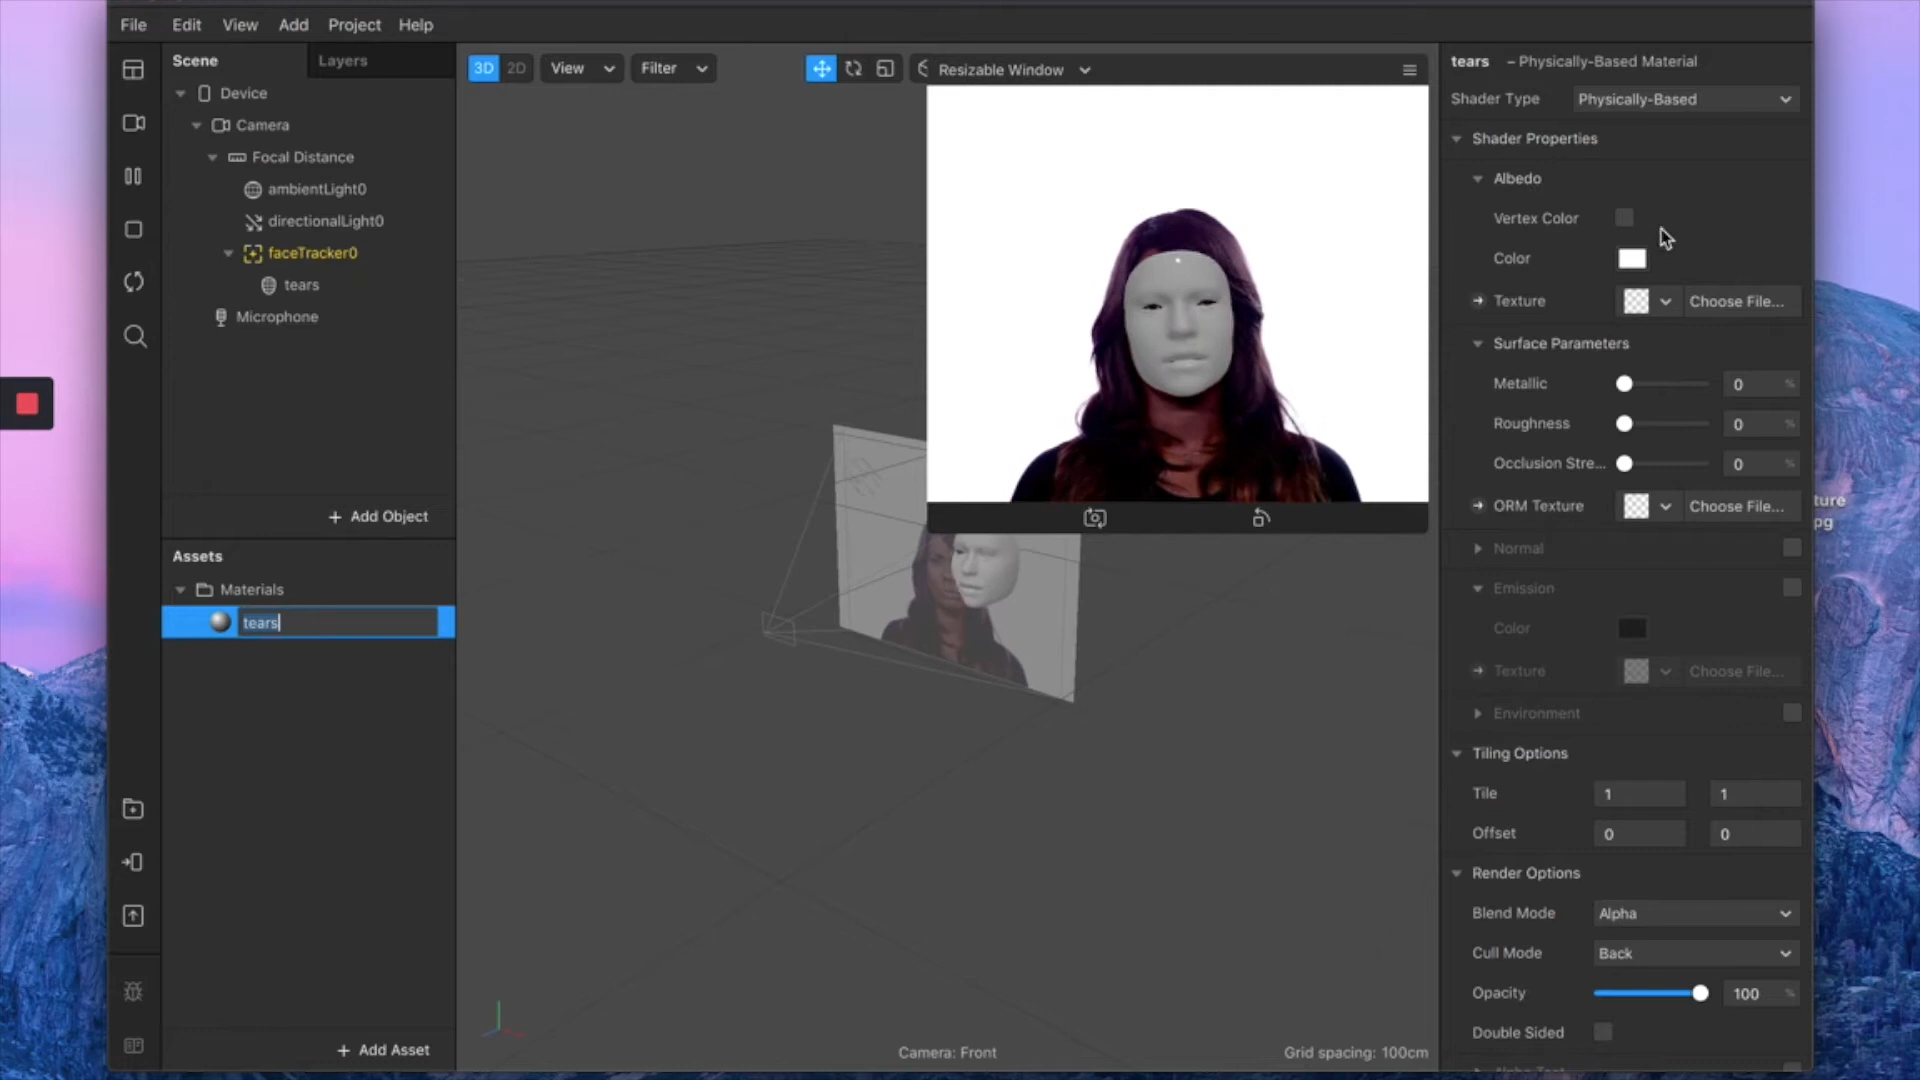 File Edit View Add Project Help
Scene Layers
Device
Camera
Focal Distance
ambientLight0
directionalLight0
faceTracker0
tears
Microphone
+ Add Object
Assets
Materials
tears
+ Add Asset
3D 2D View Filter
Resizable Window
Camera: Front
Grid spacing: 100cm
tears – Physically-Based Material
Shader Type Physically-Based
Shader Properties
Albedo
Vertex Color
Color
Texture Choose File...
Surface Parameters
Metallic 0 %
Roughness 0 %
Occlusion Stre... 0 %
ORM Texture Choose File...
Normal
Emission
Color
Texture Choose File...
Environment
Tiling Options
Tile 1 1
Offset 0 0
Render Options
Blend Mode Alpha
Cull Mode Back
Opacity 100 %
Double Sided
ture
pg